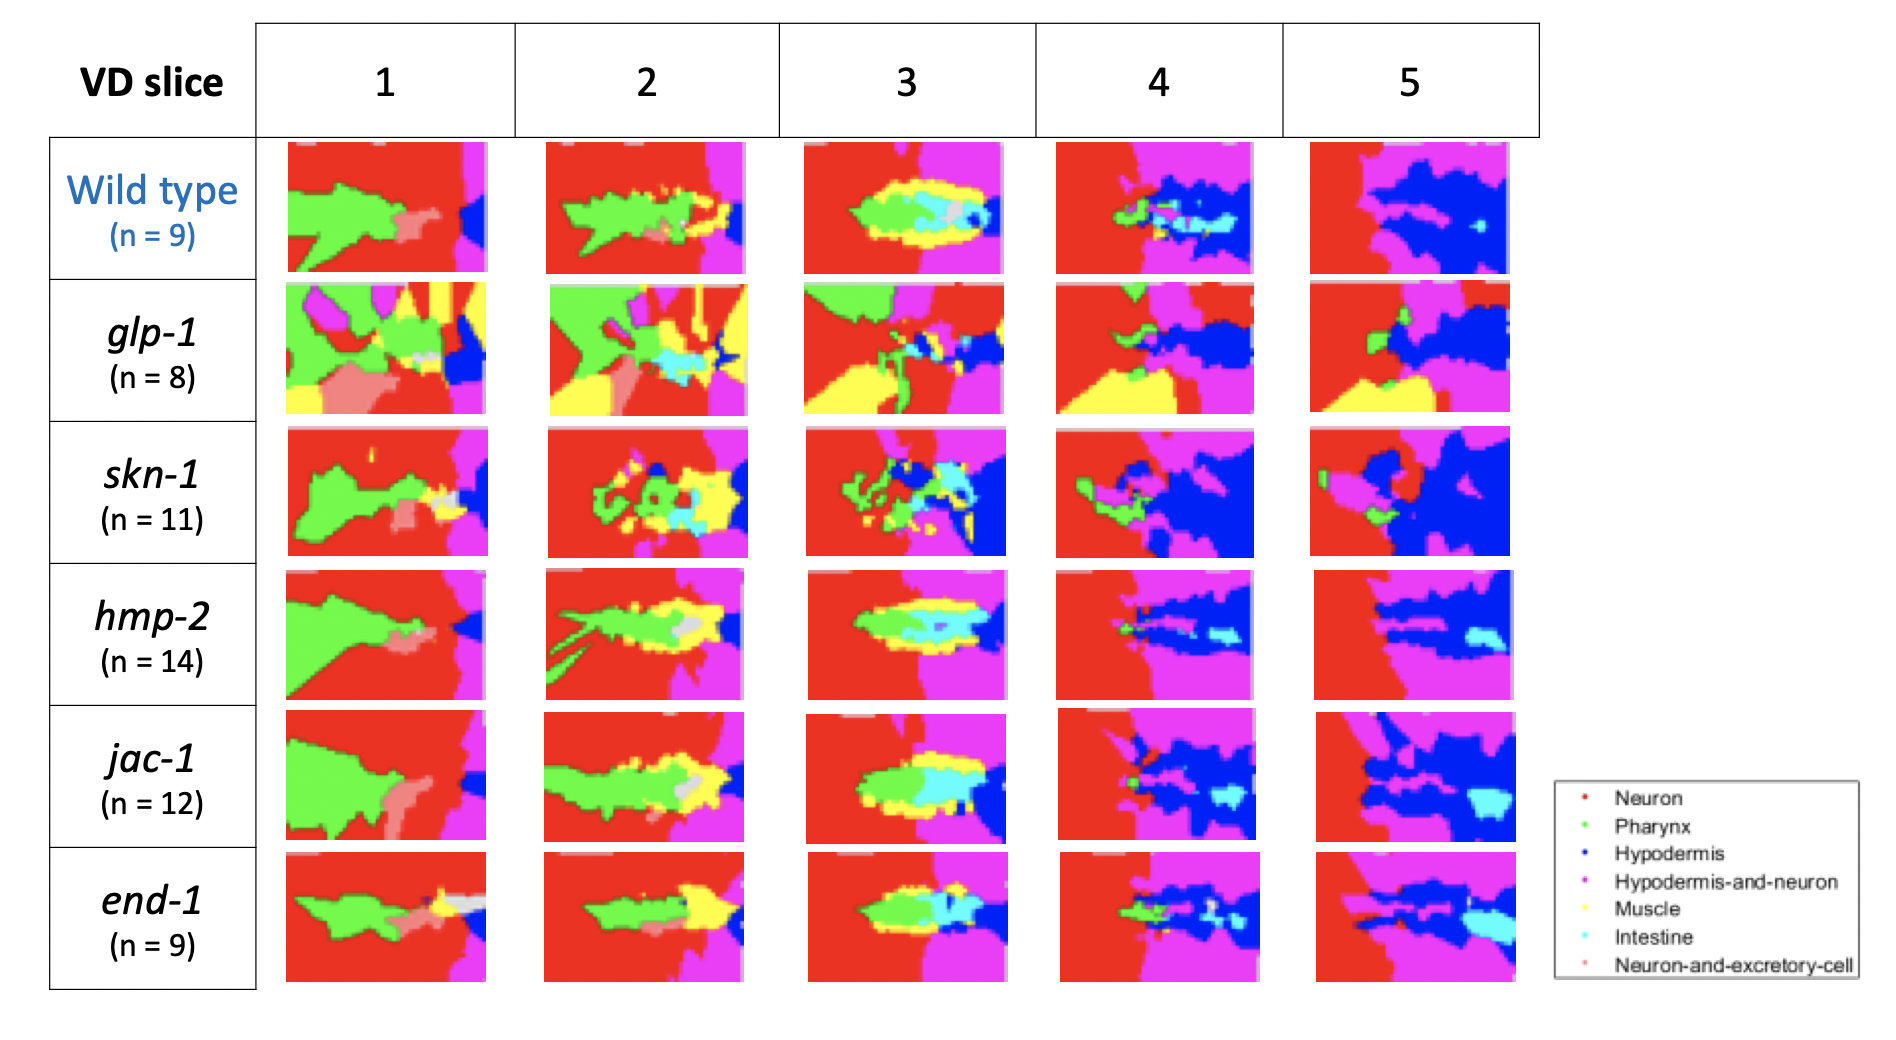 VD slice 1 2 3 4 5
Wild type
(n = 9)
glp-1
(n = 8)
skn-1
(n = 11)
hmp-2
(n = 14)
jac-1
(n = 12)
end-1
(n = 9)
Neuron
Pharynx
Hypodermis
Hypodermis-and-neuron
Muscle
Intestine
Neuron-and-excretory-cell